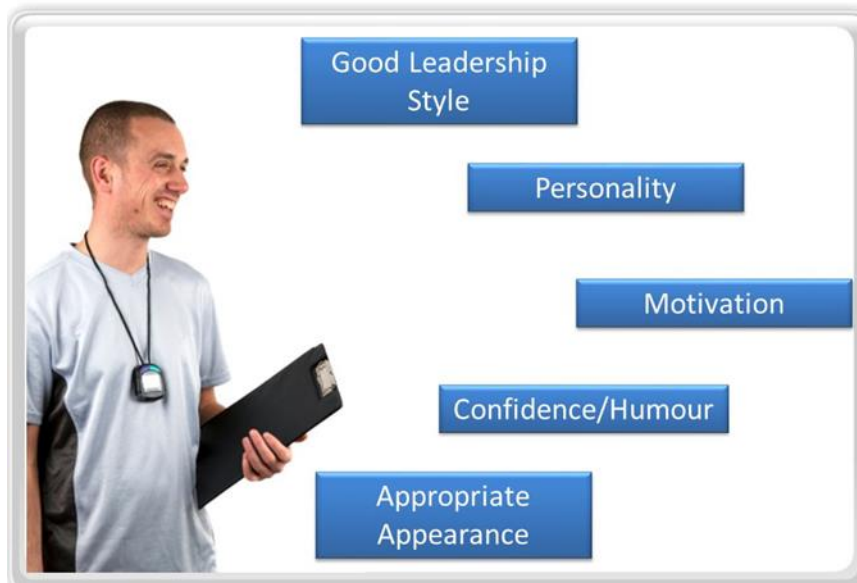 Good Leadership
Style
Personality
Motivation
Confidence/Humour
Appropriate
Appearance